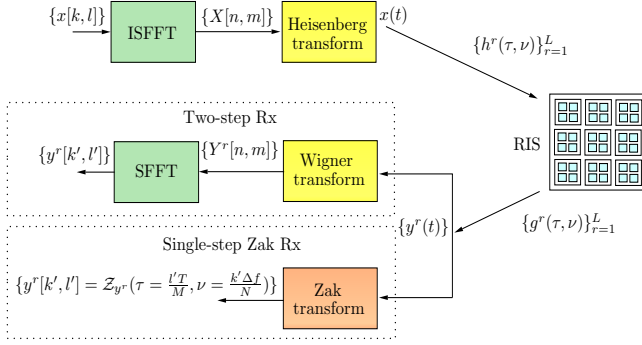 {x[k, l]}
ISFFT
{X[n, m]}
Heisenberg
transform
x(t)
{h^r(τ, ν)}_{r=1}^L
RIS
{g^r(τ, ν)}_{r=1}^L
{y^r(t)}
Two-step Rx
{y^r[k′, l′]}
SFFT
{Y^r[n, m]}
Wigner
transform
Single-step Zak Rx
{y^r[k′, l′] = 𝒵_{y^r}(τ = l′T/M, ν = k′Δf/N)}
Zak
transform